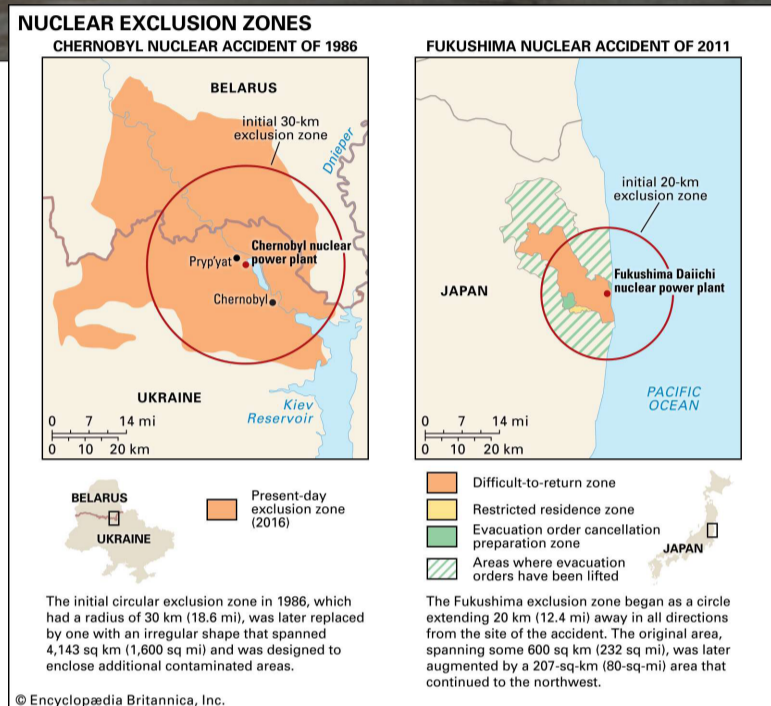 NUCLEAR EXCLUSION ZONES
CHERNOBYL NUCLEAR ACCIDENT OF 1986
BELARUS
initial 30-km
exclusion zone
Dnieper
Chernobyl nuclear
power plant
Pryp'yat
Chernobyl
UKRAINE
Kiev
Reservoir
0 7 14 mi
0 10 20 km
BELARUS
UKRAINE
Present-day
exclusion zone
(2016)
The initial circular exclusion zone in 1986, which
had a radius of 30 km (18.6 mi), was later replaced
by one with an irregular shape that spanned
4,143 sq km (1,600 sq mi) and was designed to
enclose additional contaminated areas.
FUKUSHIMA NUCLEAR ACCIDENT OF 2011
initial 20-km
exclusion zone
Fukushima Daiichi
nuclear power plant
JAPAN
PACIFIC
OCEAN
0 7 14 mi
0 10 20 km
Difficult-to-return zone
Restricted residence zone
Evacuation order cancellation
preparation zone
Areas where evacuation
orders have been lifted
JAPAN
The Fukushima exclusion zone began as a circle
extending 20 km (12.4 mi) away in all directions
from the site of the accident. The original area,
spanning some 600 sq km (232 sq mi), was later
augmented by a 207-sq-km (80-sq-mi) area that
continued to the northwest.
© Encyclopædia Britannica, Inc.